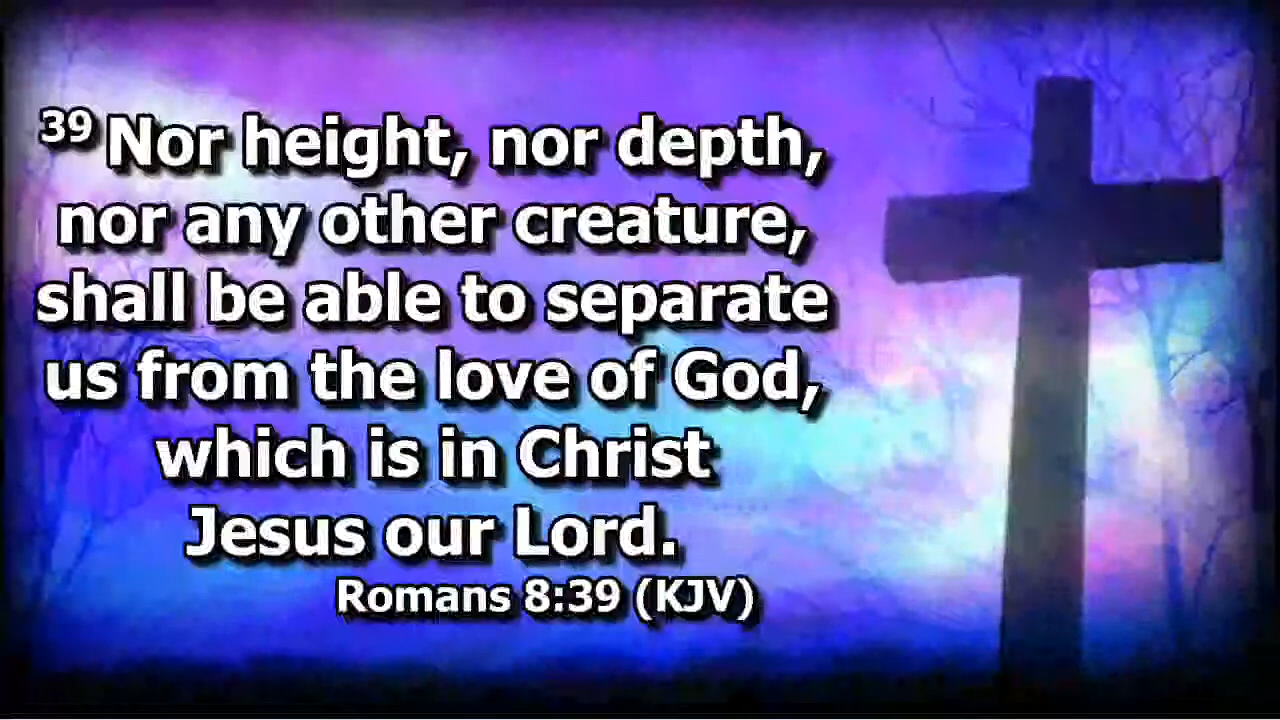 39 Nor height, nor depth,
nor any other creature,
shall be able to separate
us from the love of God,
which is in Christ
Jesus our Lord.
Romans 8:39 (KJV)